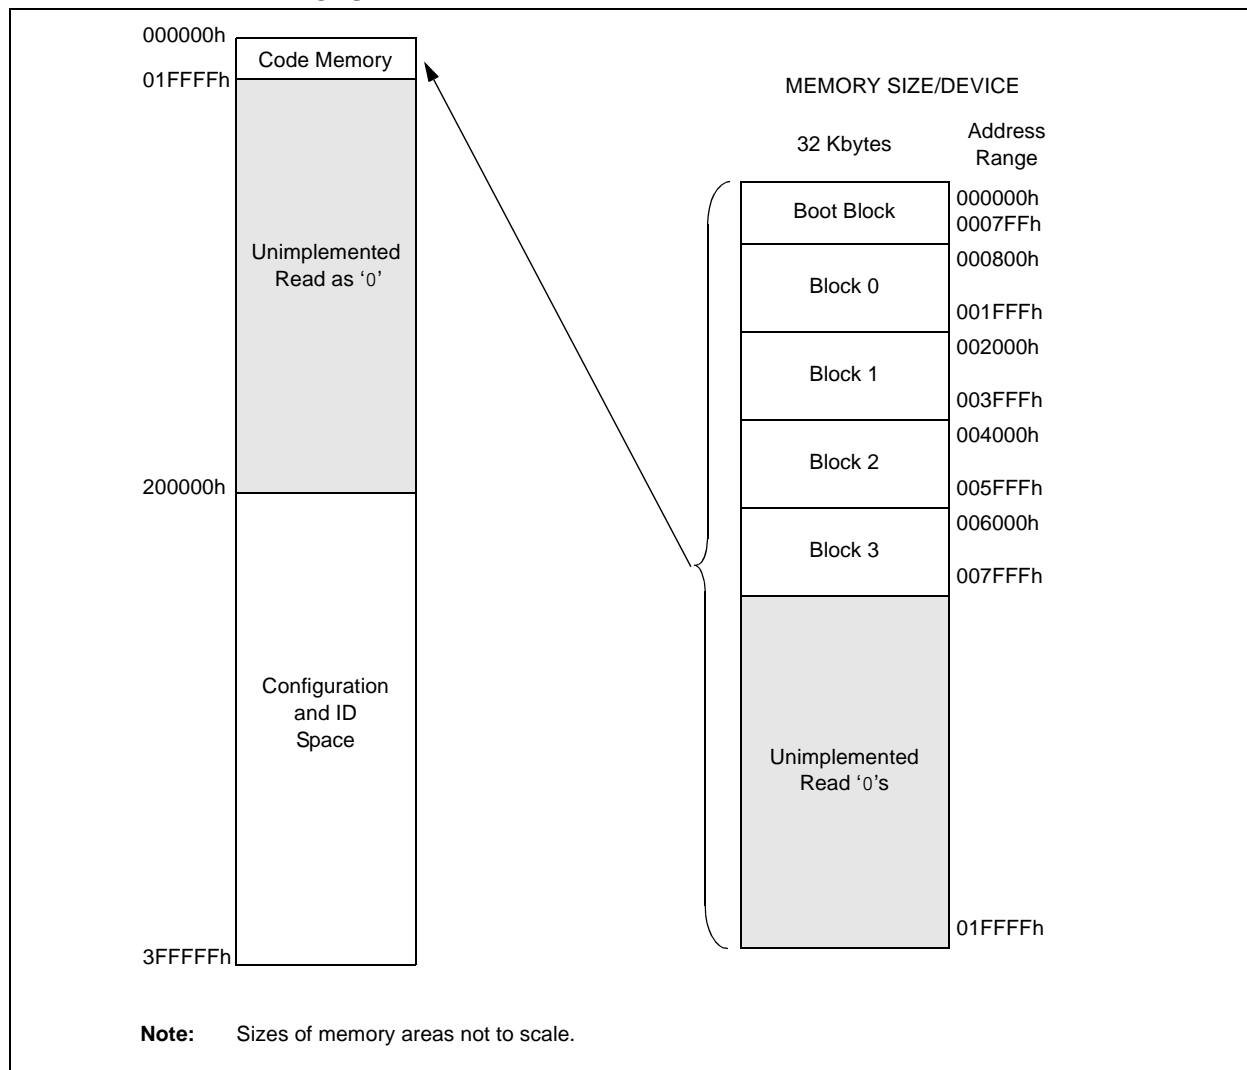 000000h
Code Memory
01FFFFh
Unimplemented
Read as ‘0’
200000h
Configuration
and ID
Space
3FFFFFh
MEMORY SIZE/DEVICE
32 Kbytes
Address
Range
Boot Block
000000h
0007FFh
Block 0
000800h
001FFFh
Block 1
002000h
003FFFh
Block 2
004000h
005FFFh
Block 3
006000h
007FFFh
Unimplemented
Read ‘0’s
01FFFFh
Note: Sizes of memory areas not to scale.